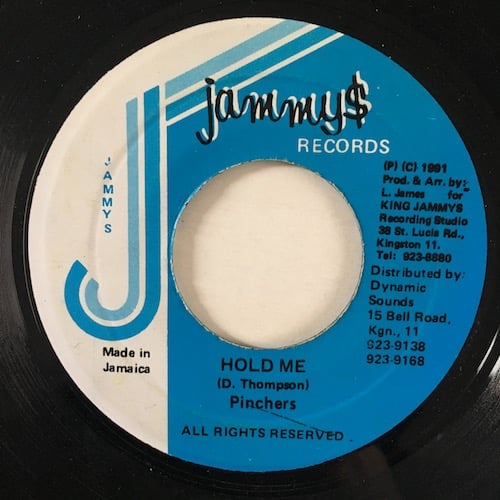 jammy$
RECORDS
JAMMYS
(P) (C) 1991
Prod. & Arr. by:
L. James for
KING JAMMYS
Recording Studio
38 St. Lucia Rd.,
Kingston 11.
Tel: 923-8880
Distributed by:
Dynamic
Sounds
15 Bell Road,
Kgn., 11
923-9138
923-9168
Made in
Jamaica
HOLD ME
(D. Thompson)
Pinchers
ALL RIGHTS RESERVED